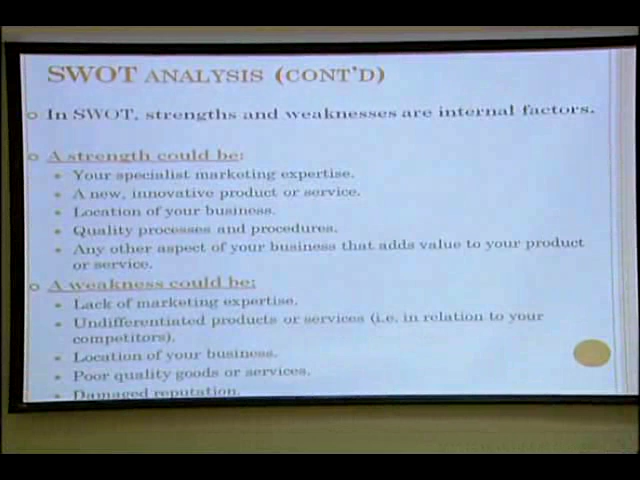 SWOT ANALYSIS (CONT'D)
In SWOT, strengths and weaknesses are internal factors.
A strength could be:
Your specialist marketing expertise.
A new, innovative product or service.
Location of your business.
Quality processes and procedures.
Any other aspect of your business that adds value to your product
or service.
A weakness could be:
Lack of marketing expertise.
Undifferentiated products or services (i.e. in relation to your
competitors).
Location of your business.
Poor quality goods or services.
Damaged reputation.